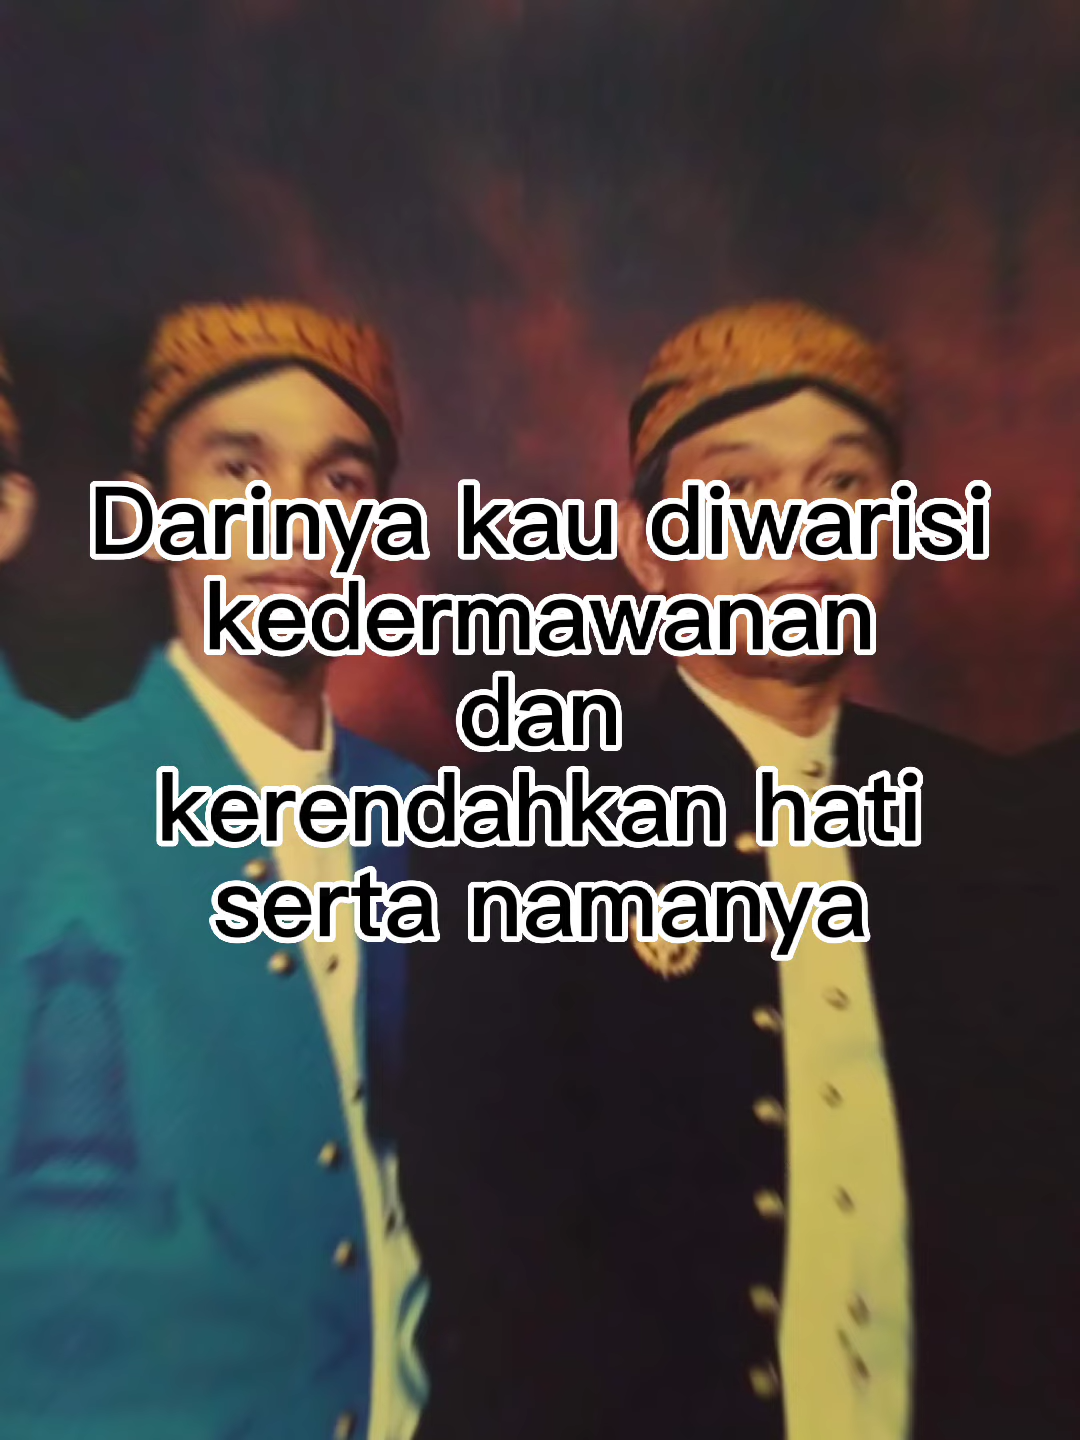 Darinya kau diwarisi
kedermawanan
dan
kerendahkan hati
serta namanya